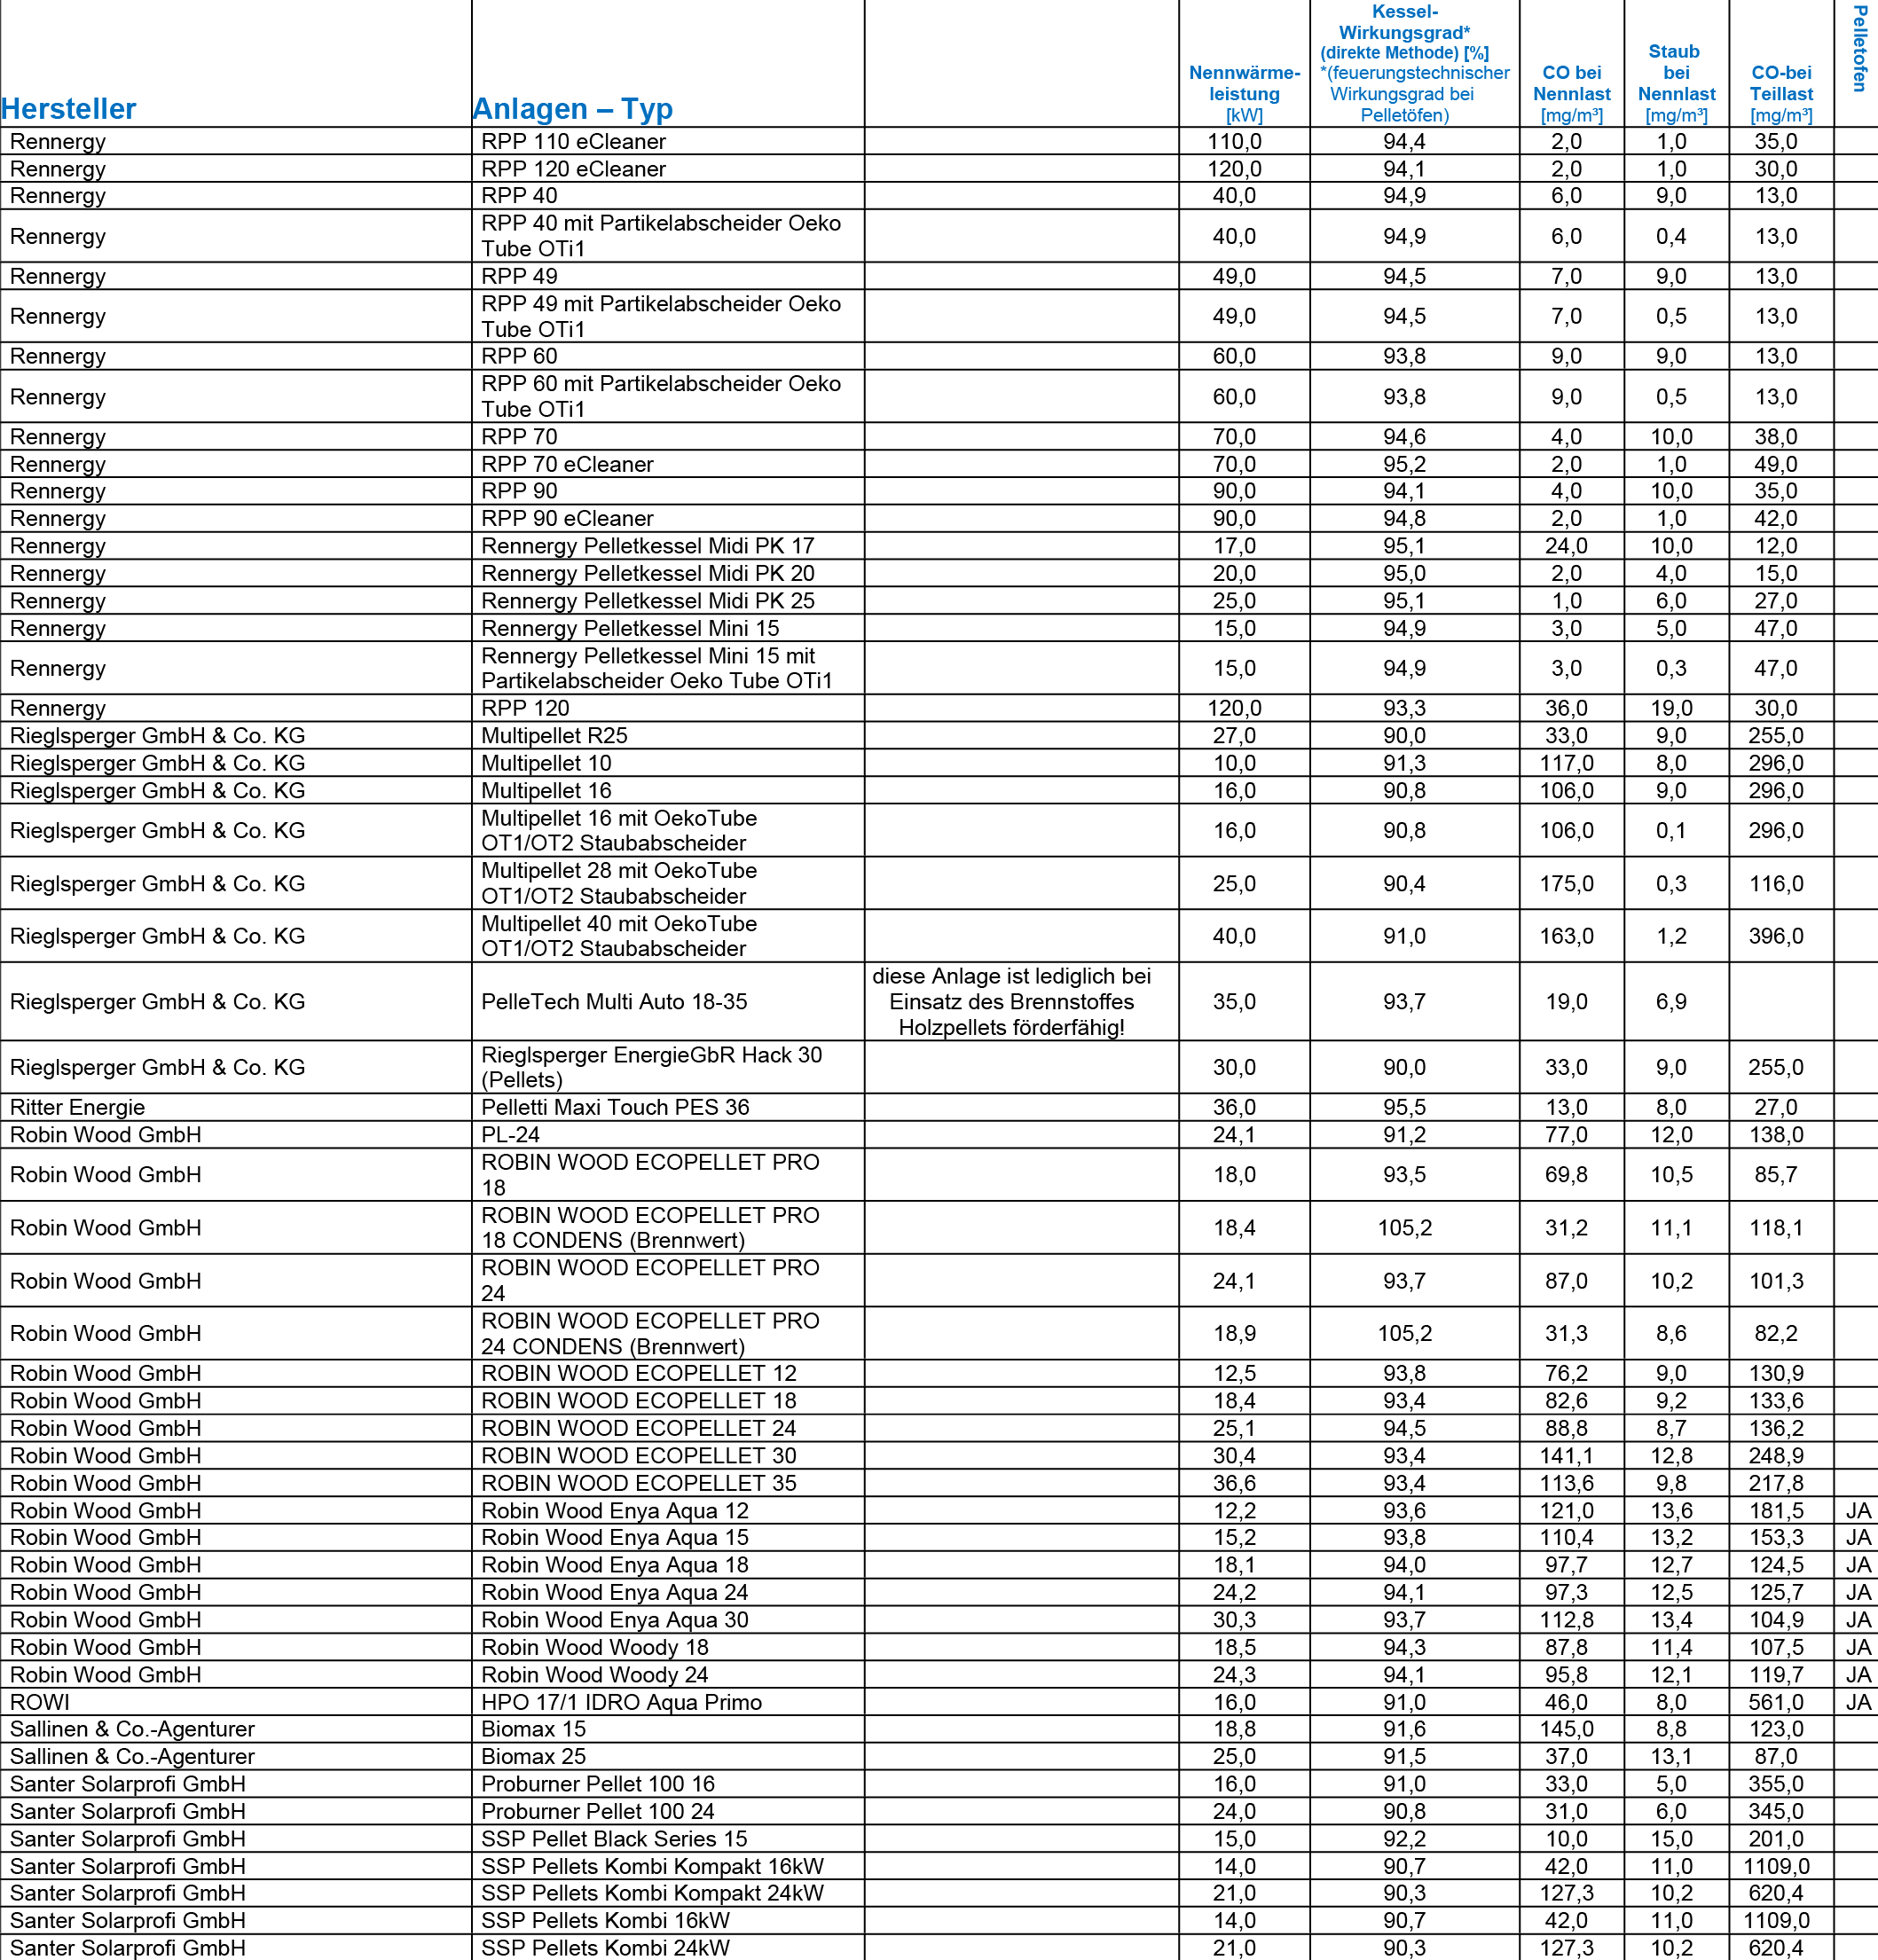 Hersteller Anlagen – Typ Nennwärme-leistung [kW] Kessel-Wirkungsgrad* (direkte Methode) [%] *(feuerungstechnischer Wirkungsgrad bei Pelletöfen) CO bei Nennlast [mg/m³] Staub bei Nennlast [mg/m³] CO-bei Teillast [mg/m³] Pelletofen
Rennergy RPP 110 eCleaner 110,0 94,4 2,0 1,0 35,0
Rennergy RPP 120 eCleaner 120,0 94,1 2,0 1,0 30,0
Rennergy RPP 40 40,0 94,9 6,0 9,0 13,0
Rennergy RPP 40 mit Partikelabscheider Oeko Tube OTi1 40,0 94,9 6,0 0,4 13,0
Rennergy RPP 49 49,0 94,5 7,0 9,0 13,0
Rennergy RPP 49 mit Partikelabscheider Oeko Tube OTi1 49,0 94,5 7,0 0,5 13,0
Rennergy RPP 60 60,0 93,8 9,0 9,0 13,0
Rennergy RPP 60 mit Partikelabscheider Oeko Tube OTi1 60,0 93,8 9,0 0,5 13,0
Rennergy RPP 70 70,0 94,6 4,0 10,0 38,0
Rennergy RPP 70 eCleaner 70,0 95,2 2,0 1,0 49,0
Rennergy RPP 90 90,0 94,1 4,0 10,0 35,0
Rennergy RPP 90 eCleaner 90,0 94,8 2,0 1,0 42,0
Rennergy Rennergy Pelletkessel Midi PK 17 17,0 95,1 24,0 10,0 12,0
Rennergy Rennergy Pelletkessel Midi PK 20 20,0 95,0 2,0 4,0 15,0
Rennergy Rennergy Pelletkessel Midi PK 25 25,0 95,1 1,0 6,0 27,0
Rennergy Rennergy Pelletkessel Mini 15 15,0 94,9 3,0 5,0 47,0
Rennergy Rennergy Pelletkessel Mini 15 mit Partikelabscheider Oeko Tube OTi1 15,0 94,9 3,0 0,3 47,0
Rennergy RPP 120 120,0 93,3 36,0 19,0 30,0
Rieglsperger GmbH & Co. KG Multipellet R25 27,0 90,0 33,0 9,0 255,0
Rieglsperger GmbH & Co. KG Multipellet 10 10,0 91,3 117,0 8,0 296,0
Rieglsperger GmbH & Co. KG Multipellet 16 16,0 90,8 106,0 9,0 296,0
Rieglsperger GmbH & Co. KG Multipellet 16 mit OekoTube OT1/OT2 Staubabscheider 16,0 90,8 106,0 0,1 296,0
Rieglsperger GmbH & Co. KG Multipellet 28 mit OekoTube OT1/OT2 Staubabscheider 25,0 90,4 175,0 0,3 116,0
Rieglsperger GmbH & Co. KG Multipellet 40 mit OekoTube OT1/OT2 Staubabscheider 40,0 91,0 163,0 1,2 396,0
Rieglsperger GmbH & Co. KG PelleTech Multi Auto 18-35 diese Anlage ist lediglich bei Einsatz des Brennstoffes Holzpellets förderfähig! 35,0 93,7 19,0 6,9
Rieglsperger GmbH & Co. KG Rieglsperger EnergieGbR Hack 30 (Pellets) 30,0 90,0 33,0 9,0 255,0
Ritter Energie Pelletti Maxi Touch PES 36 36,0 95,5 13,0 8,0 27,0
Robin Wood GmbH PL-24 24,1 91,2 77,0 12,0 138,0
Robin Wood GmbH ROBIN WOOD ECOPELLET PRO 18 18,0 93,5 69,8 10,5 85,7
Robin Wood GmbH ROBIN WOOD ECOPELLET PRO 18 CONDENS (Brennwert) 18,4 105,2 31,2 11,1 118,1
Robin Wood GmbH ROBIN WOOD ECOPELLET PRO 24 24,1 93,7 87,0 10,2 101,3
Robin Wood GmbH ROBIN WOOD ECOPELLET PRO 24 CONDENS (Brennwert) 18,9 105,2 31,3 8,6 82,2
Robin Wood GmbH ROBIN WOOD ECOPELLET 12 12,5 93,8 76,2 9,0 130,9
Robin Wood GmbH ROBIN WOOD ECOPELLET 18 18,4 93,4 82,6 9,2 133,6
Robin Wood GmbH ROBIN WOOD ECOPELLET 24 25,1 94,5 88,8 8,7 136,2
Robin Wood GmbH ROBIN WOOD ECOPELLET 30 30,4 93,4 141,1 12,8 248,9
Robin Wood GmbH ROBIN WOOD ECOPELLET 35 36,6 93,4 113,6 9,8 217,8
Robin Wood GmbH Robin Wood Enya Aqua 12 12,2 93,6 121,0 13,6 181,5 JA
Robin Wood GmbH Robin Wood Enya Aqua 15 15,2 93,8 110,4 13,2 153,3 JA
Robin Wood GmbH Robin Wood Enya Aqua 18 18,1 94,0 97,7 12,7 124,5 JA
Robin Wood GmbH Robin Wood Enya Aqua 24 24,2 94,1 97,3 12,5 125,7 JA
Robin Wood GmbH Robin Wood Enya Aqua 30 30,3 93,7 112,8 13,4 104,9 JA
Robin Wood GmbH Robin Wood Woody 18 18,5 94,3 87,8 11,4 107,5 JA
Robin Wood GmbH Robin Wood Woody 24 24,3 94,1 95,8 12,1 119,7 JA
ROWI HPO 17/1 IDRO Aqua Primo 16,0 91,0 46,0 8,0 561,0 JA
Sallinen & Co.-Agenturer Biomax 15 18,8 91,6 145,0 8,8 123,0
Sallinen & Co.-Agenturer Biomax 25 25,0 91,5 37,0 13,1 87,0
Santer Solarprofi GmbH Proburner Pellet 100 16 16,0 91,0 33,0 5,0 355,0
Santer Solarprofi GmbH Proburner Pellet 100 24 24,0 90,8 31,0 6,0 345,0
Santer Solarprofi GmbH SSP Pellet Black Series 15 15,0 92,2 10,0 15,0 201,0
Santer Solarprofi GmbH SSP Pellets Kombi Kompakt 16kW 14,0 90,7 42,0 11,0 1109,0
Santer Solarprofi GmbH SSP Pellets Kombi Kompakt 24kW 21,0 90,3 127,3 10,2 620,4
Santer Solarprofi GmbH SSP Pellets Kombi 16kW 14,0 90,7 42,0 11,0 1109,0
Santer Solarprofi GmbH SSP Pellets Kombi 24kW 21,0 90,3 127,3 10,2 620,4